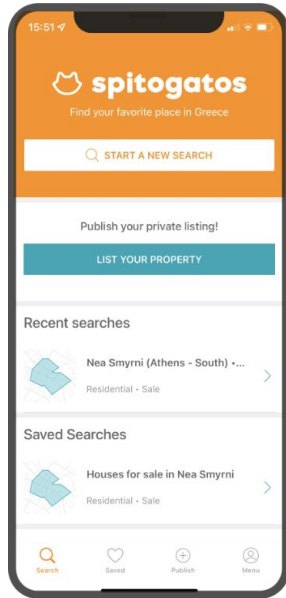 15:51
spitogatos
Find your favorite place in Greece
START A NEW SEARCH
Publish your private listing!
LIST YOUR PROPERTY
Recent searches
Nea Smyrni (Athens - South) •...
Residential • Sale
Saved Searches
Houses for sale in Nea Smyrni
Residential • Sale
Search Saved Publish Menu